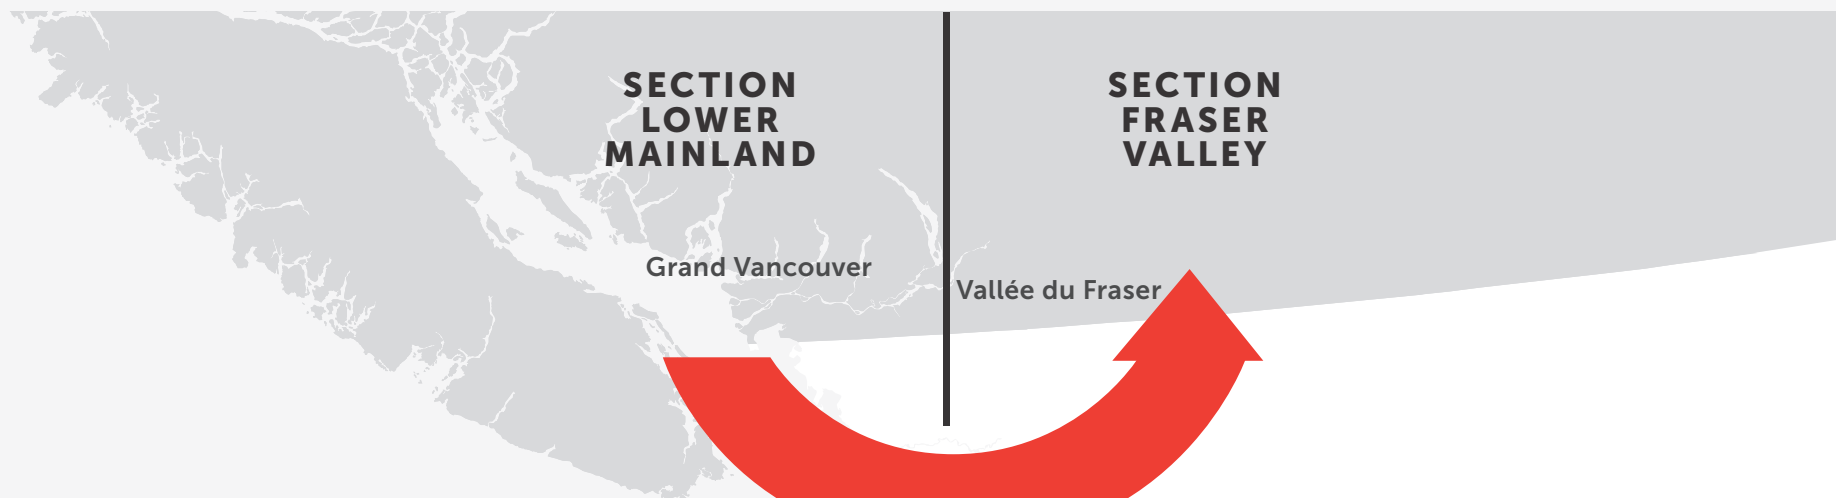 SECTION
LOWER
MAINLAND
SECTION
FRASER
VALLEY
Grand Vancouver
Vallée du Fraser